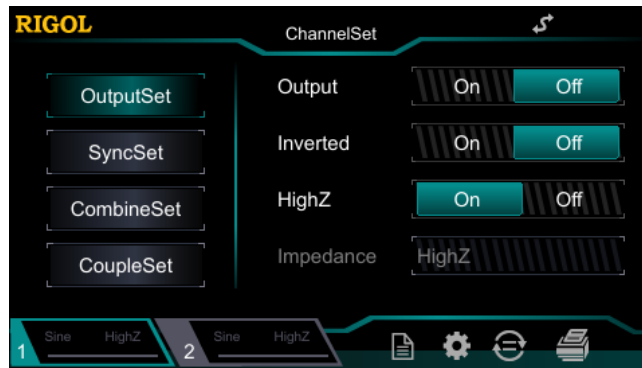 RIGOL
ChannelSet
OutputSet
SyncSet
CombineSet
CoupleSet
Output On Off
Inverted On Off
HighZ On Off
Impedance HighZ
1 Sine HighZ
2 Sine HighZ